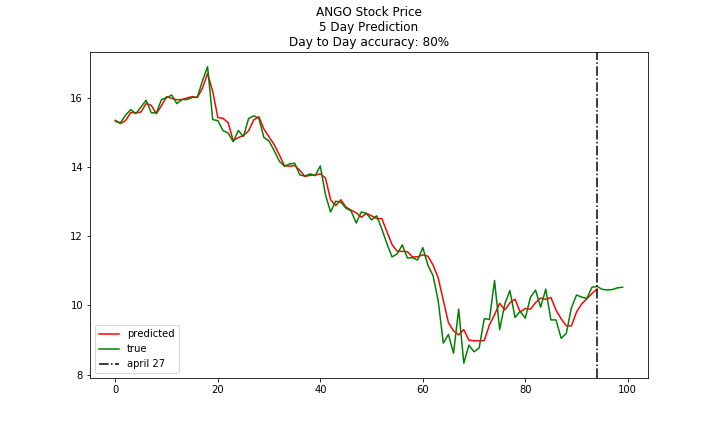 ANGO Stock Price
5 Day Prediction
Day to Day accuracy: 80%
16
14
12
10
8
predicted
true
april 27
0 20 40 60 80 100